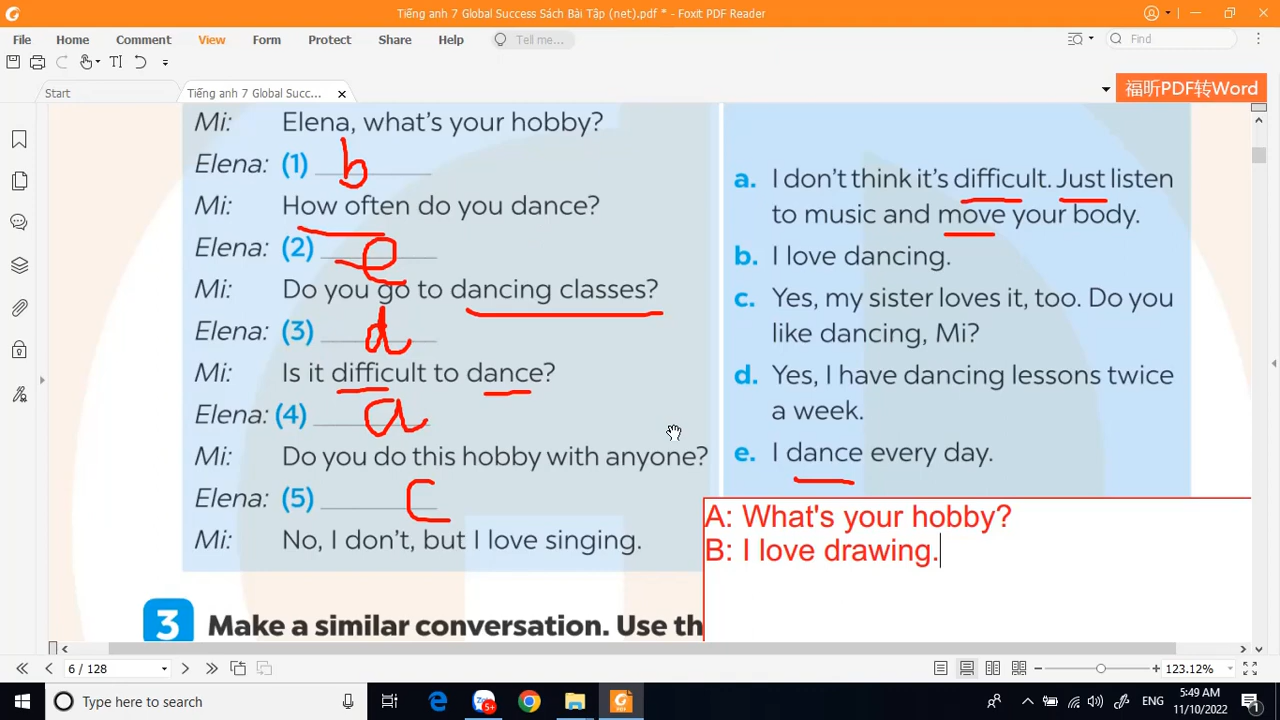 Tiếng anh 7 Global Success Sách Bài Tập (net).pdf * - Foxit PDF Reader
File Home Comment View Form Protect Share Help Tell me... Find
Start Tiếng anh 7 Global Succ... 福昕PDF转Word
Mi: Elena, what's your hobby?
Elena: (1) b
Mi: How often do you dance?
Elena: (2) e
Mi: Do you go to dancing classes?
Elena: (3) d
Mi: Is it difficult to dance?
Elena: (4) a
Mi: Do you do this hobby with anyone?
Elena: (5) C
Mi: No, I don't, but I love singing.
a. I don't think it's difficult. Just listen
to music and move your body.
b. I love dancing.
c. Yes, my sister loves it, too. Do you
like dancing, Mi?
d. Yes, I have dancing lessons twice
a week.
e. I dance every day.
A: What's your hobby?
B: I love drawing.
3 Make a similar conversation. Use th
6 / 128 123.12%
Type here to search Zalo 5+ ENG 5:49 AM
11/10/2022 1